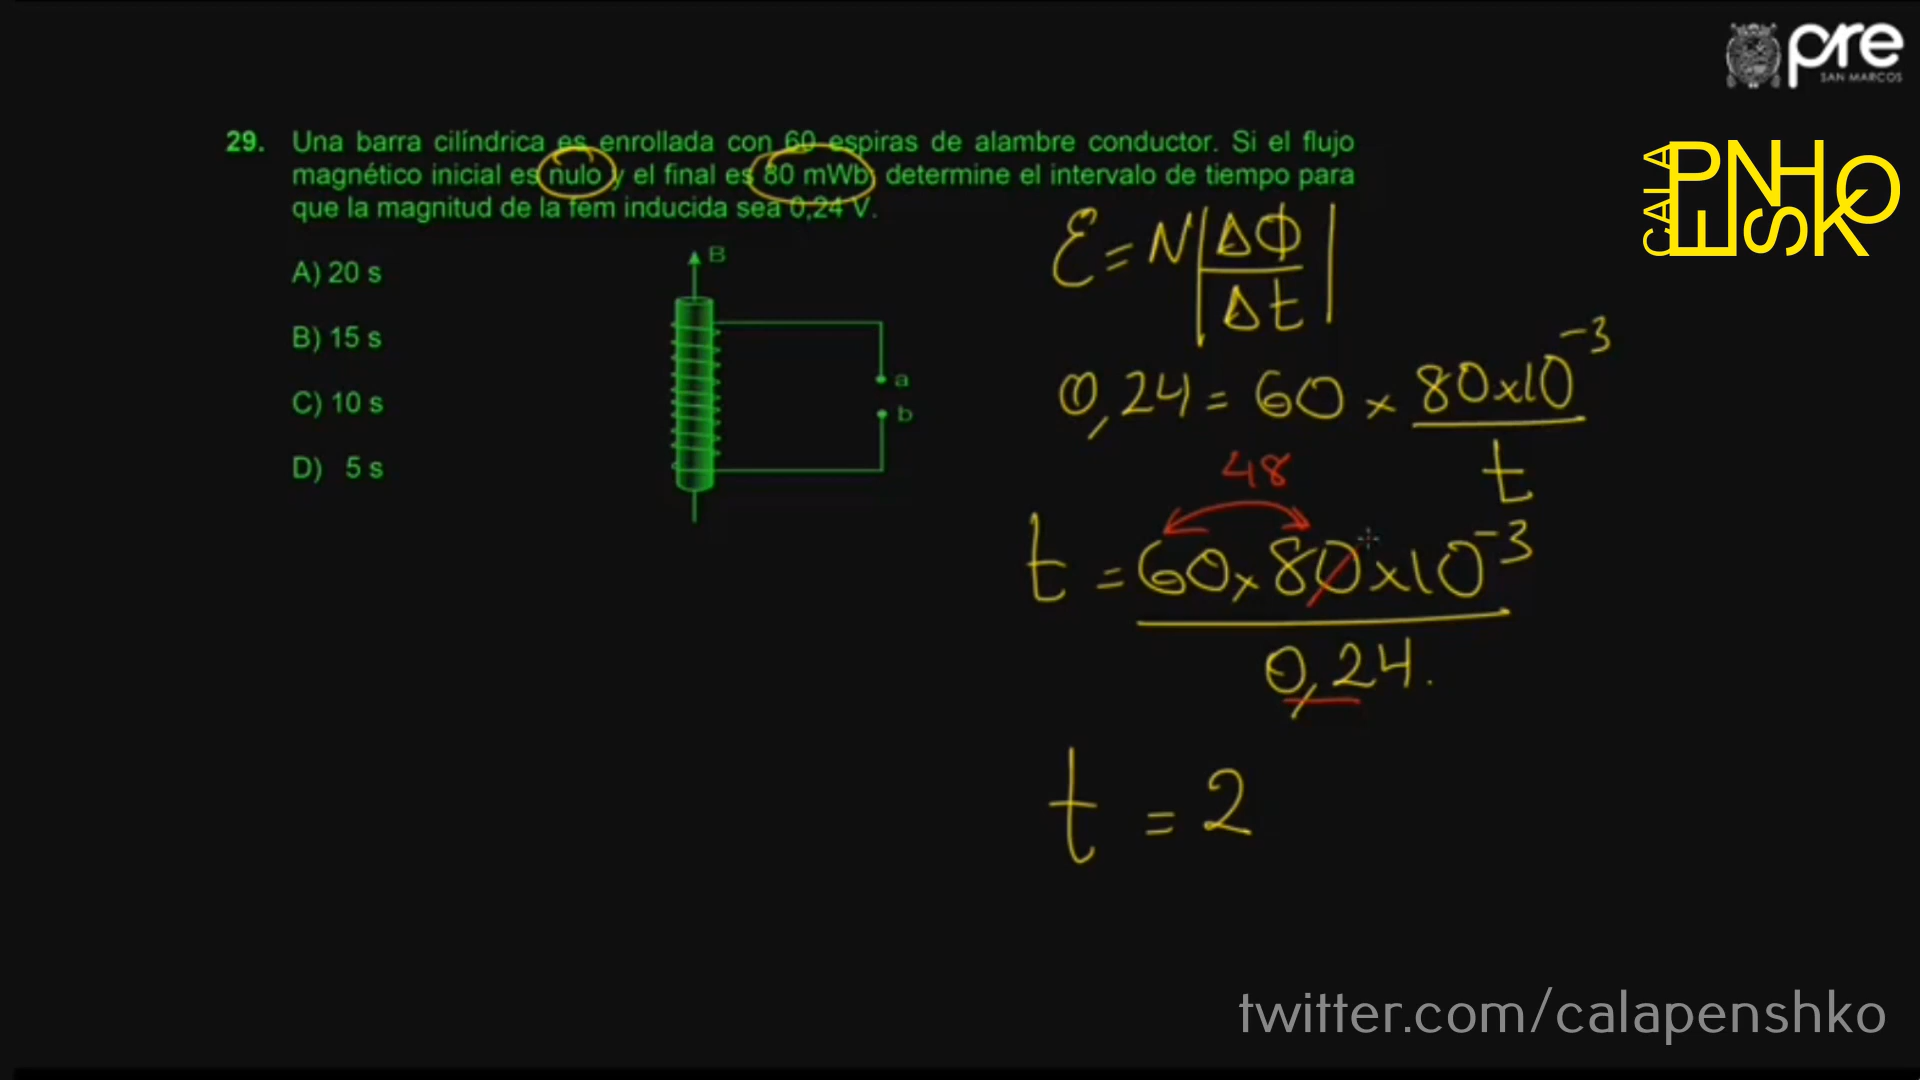 pre
SAN MARCOS
CALA
PENSHKO
29. Una barra cilíndrica es enrollada con 60 espiras de alambre conductor. Si el flujo
magnético inicial es nulo y el final es 80 mWb; determine el intervalo de tiempo para
que la magnitud de la fem inducida sea 0,24 V.
A) 20 s
B) 15 s
C) 10 s
D) 5 s
B
a
b
ε = N |ΔΦ/Δt|
0,24 = 60 × 80×10⁻³/t
48
t = 60×80×10⁻³
0,24.
t = 2
twitter.com/calapenshko